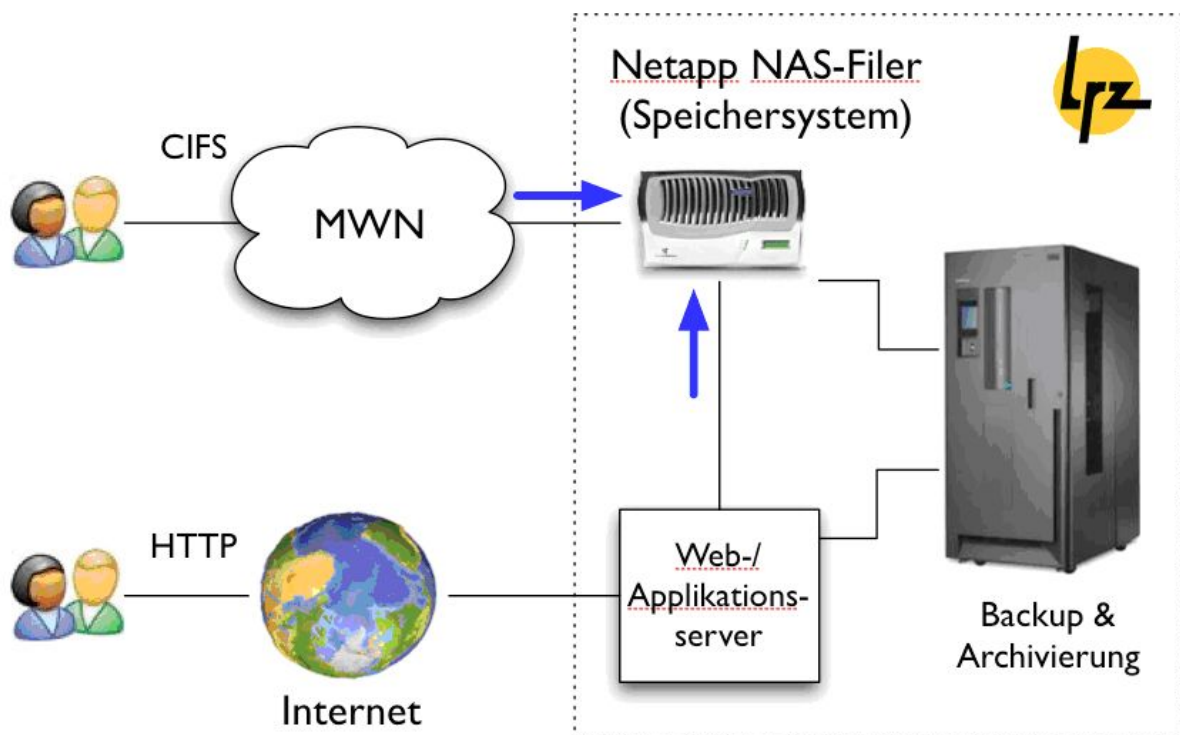 Netapp NAS-Filer
(Speichersystem)
lrz
CIFS
MWN
HTTP
Internet
Web-/
Applikations-
server
Backup &
Archivierung